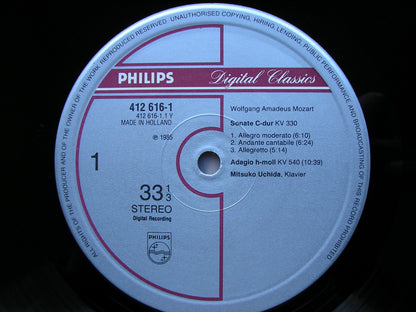 ALL RIGHTS OF THE PRODUCER AND OF THE OWNER OF THE WORK REPRODUCED RESERVED. UNAUTHORISED COPYING, HIRING, LENDING, PUBLIC PERFORMANCE AND BROADCASTING OF THIS RECORD PROHIBITED.
PHILIPS
Digital Classics
412 616-1
412 616-1.1 Y
MADE IN HOLLAND
℗ 1985
1
33 1/3
STEREO
Digital Recording
PHILIPS
Wolfgang Amadeus Mozart
Sonate C-dur KV 330
1. Allegro moderato (6:10)
2. Andante cantabile (6:24)
3. Allegretto (5:14)
Adagio h-moll KV 540 (10:39)
Mitsuko Uchida, Klavier